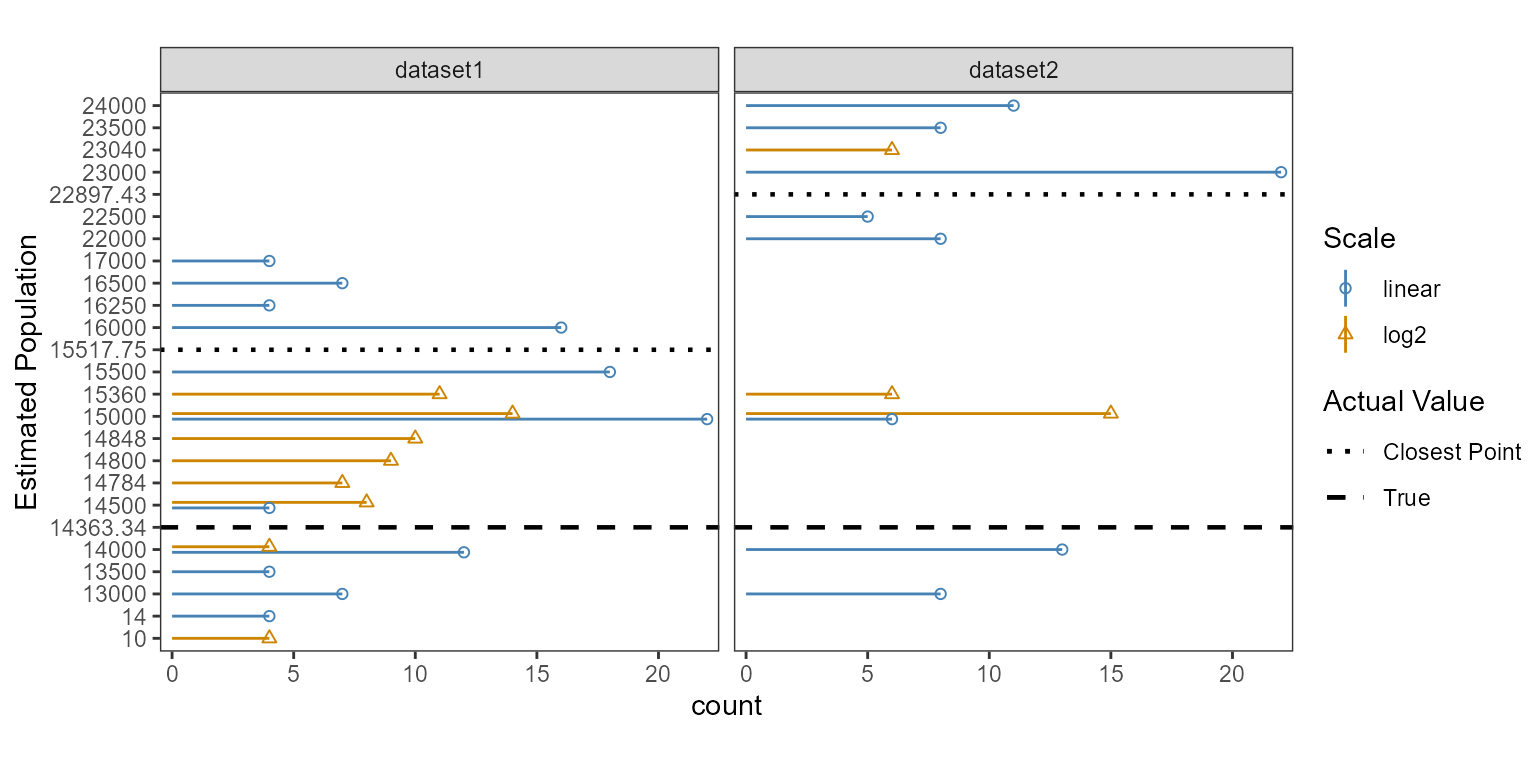 dataset1
dataset2
24000
23500
23040
23000
22897.43
22500
22000
17000
16500
16250
16000
15517.75
15500
15360
15000
14848
14800
14784
14500
14363.34
14000
13500
13000
14
10
Estimated Population
0 5 10 15 20
0 5 10 15 20
count
Scale
linear
log2
Actual Value
Closest Point
True